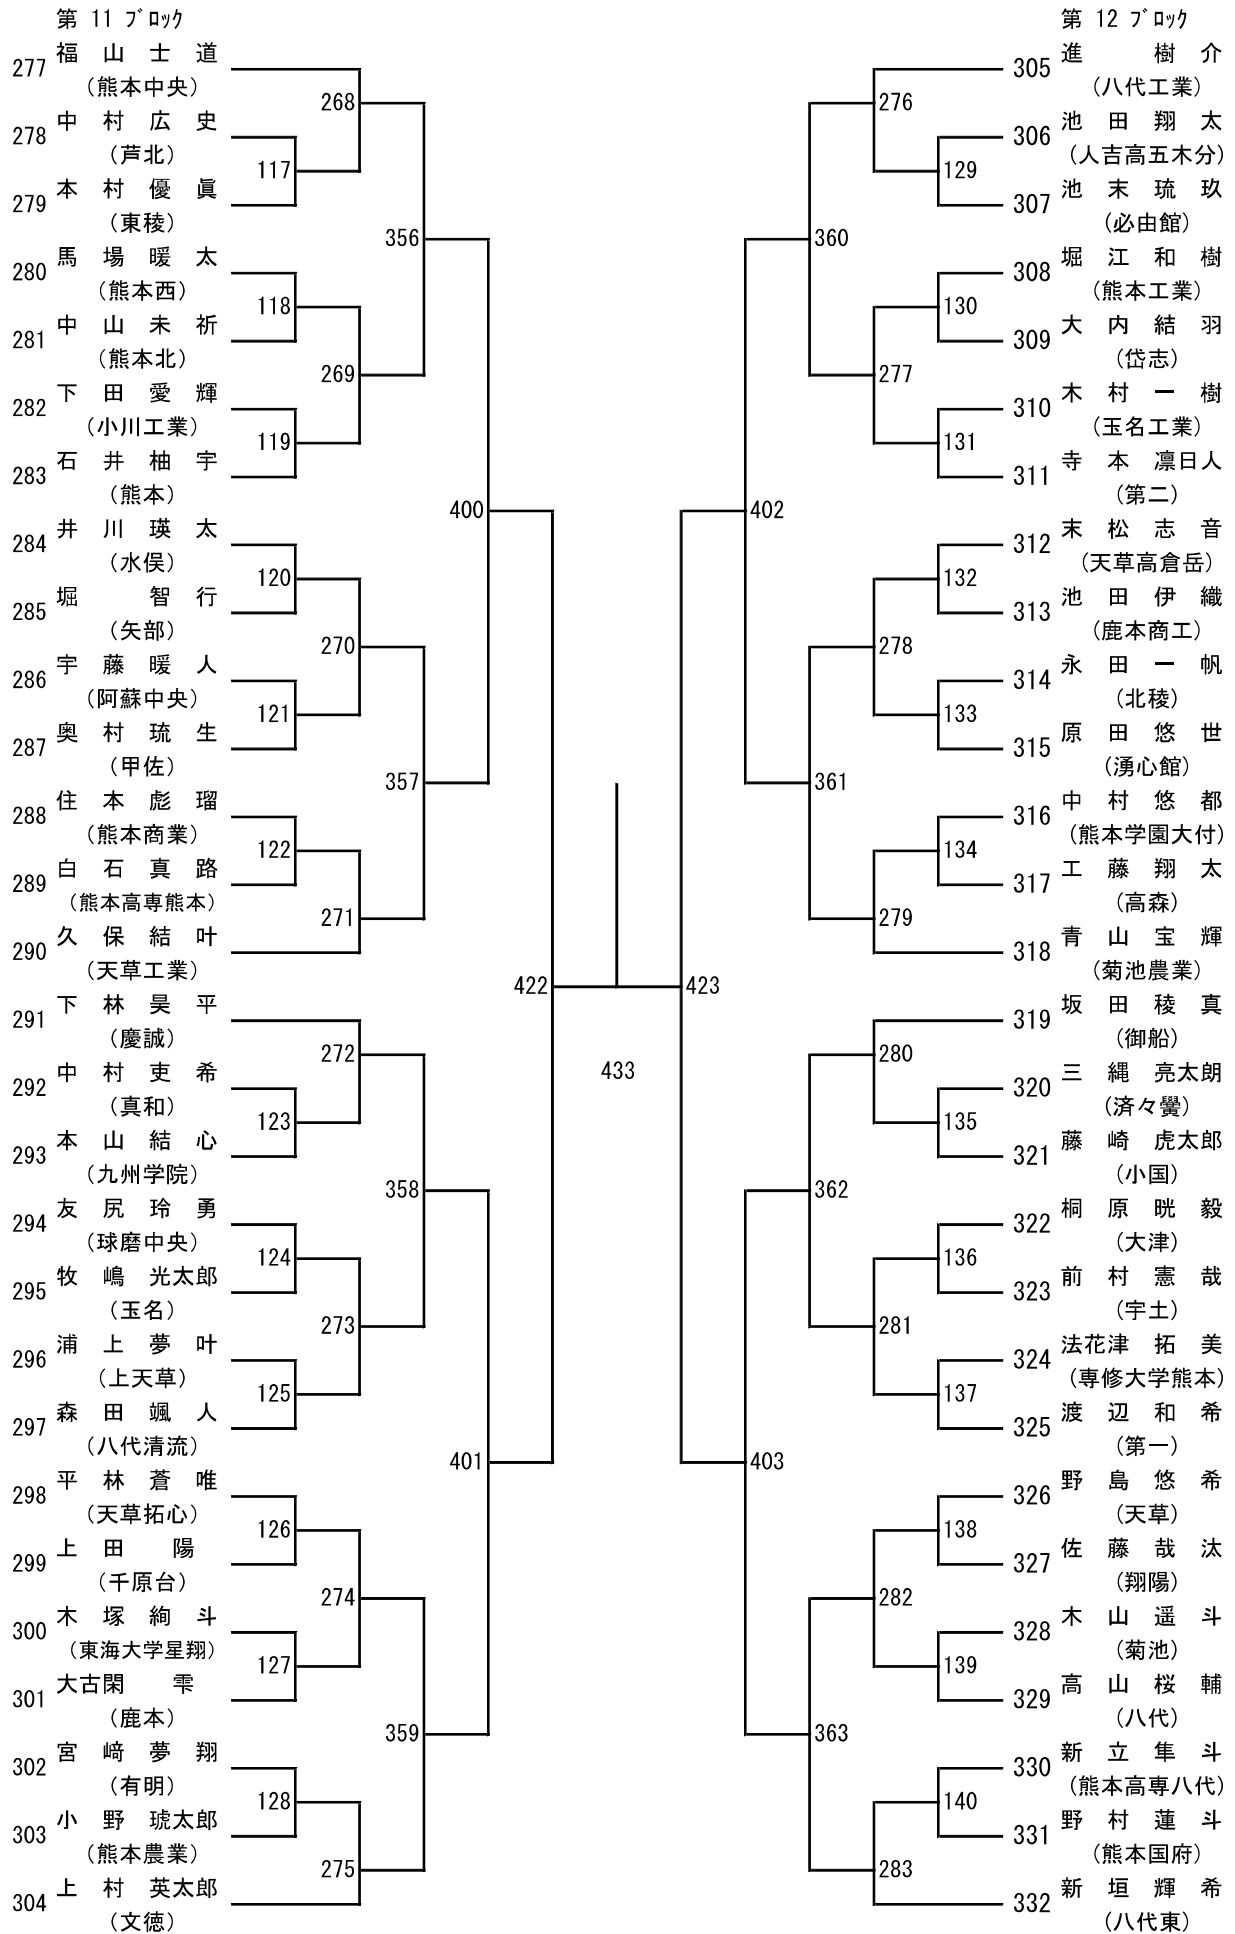 第 11 ブロック
277 福山士道
(熊本中央)
268
278 中村広史
(芦北)
117
279 本村優眞
(東稜)
356
280 馬場暖太
(熊本西)
118
281 中山未祈
(熊本北)
269
282 下田愛輝
(小川工業)
119
283 石井柚宇
(熊本)
400
284 井川瑛太
(水俣)
120
285 堀智行
(矢部)
270
286 宇藤暖人
(阿蘇中央)
121
287 奥村琉生
(甲佐)
357
288 住本彪瑠
(熊本商業)
122
289 白石真路
(熊本高専熊本)
271
290 久保結叶
(天草工業)
422
291 下林昊平
(慶誠)
272
292 中村吏希
(真和)
123
293 本山結心
(九州学院)
358
294 友尻玲勇
(球磨中央)
124
295 牧嶋光太郎
(玉名)
273
296 浦上夢叶
(上天草)
125
297 森田颯人
(八代清流)
401
298 平林蒼唯
(天草拓心)
126
299 上田陽
(千原台)
274
300 木塚絢斗
(東海大学星翔)
127
301 大古閑雫
(鹿本)
359
302 宮﨑夢翔
(有明)
128
303 小野琥太郎
(熊本農業)
275
304 上村英太郎
(文徳)
433
第 12 ブロック
305 進樹介
(八代工業)
276
306 池田翔太
(人吉高五木分)
129
307 池末琉玖
(必由館)
360
308 堀江和樹
(熊本工業)
130
309 大内結羽
(岱志)
277
310 木村一樹
(玉名工業)
131
311 寺本凛日人
(第二)
402
312 末松志音
(天草高倉岳)
132
313 池田伊織
(鹿本商工)
278
314 永田一帆
(北稜)
133
315 原田悠世
(湧心館)
361
316 中村悠都
(熊本学園大付)
134
317 工藤翔太
(高森)
279
318 青山宝輝
(菊池農業)
423
319 坂田稜真
(御船)
280
320 三縄亮太朗
(済々黌)
135
321 藤崎虎太郎
(小国)
362
322 桐原晄毅
(大津)
136
323 前村憲哉
(宇土)
281
324 法花津拓美
(専修大学熊本)
137
325 渡辺和希
(第一)
403
326 野島悠希
(天草)
138
327 佐藤哉汰
(翔陽)
282
328 木山遥斗
(菊池)
139
329 高山桜輔
(八代)
363
330 新立隼斗
(熊本高専八代)
140
331 野村蓮斗
(熊本国府)
283
332 新垣輝希
(八代東)